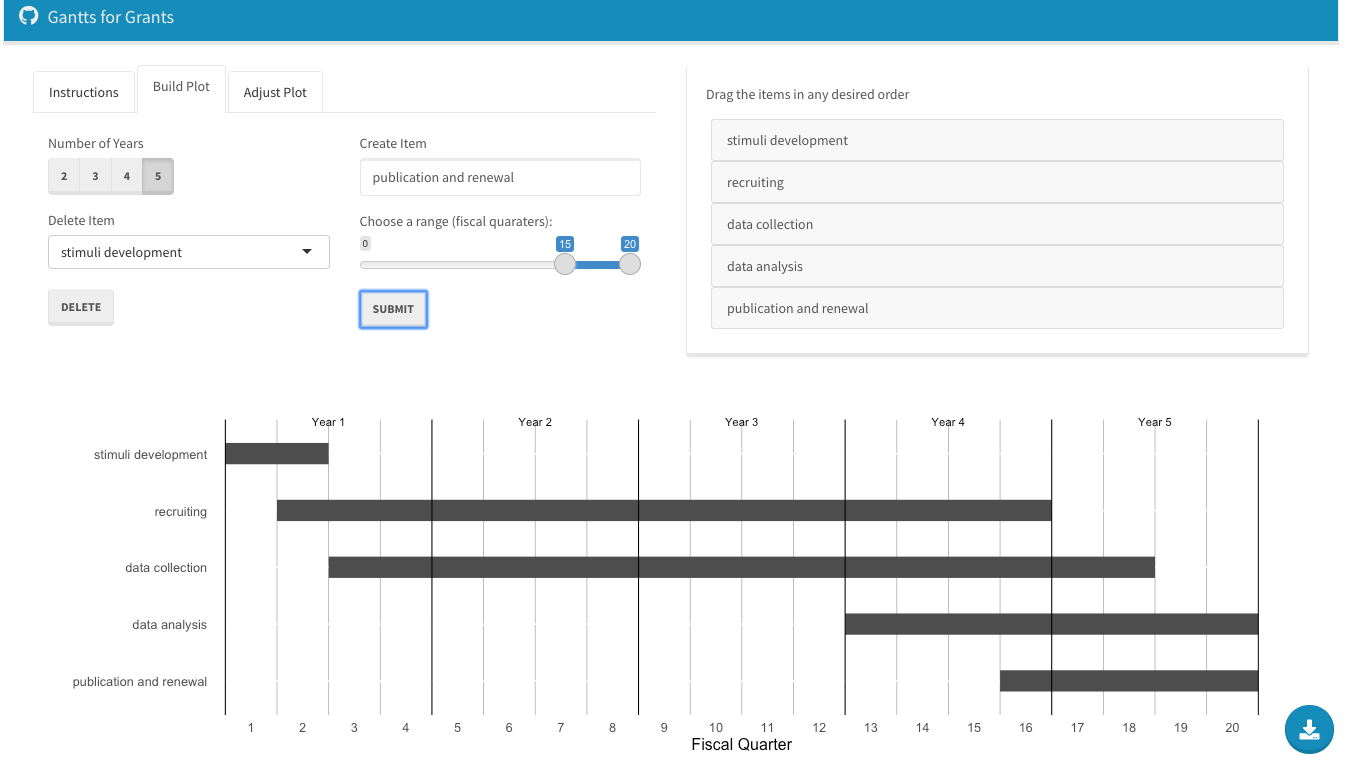 Gantts for Grants
Instructions
Build Plot
Adjust Plot
Number of Years
2 3 4 5
Delete Item
stimuli development
DELETE
Create Item
publication and renewal
Choose a range (fiscal quaraters):
0 15 20
SUBMIT
Drag the items in any desired order
stimuli development
recruiting
data collection
data analysis
publication and renewal
Year 1 Year 2 Year 3 Year 4 Year 5
stimuli development
recruiting
data collection
data analysis
publication and renewal
1 2 3 4 5 6 7 8 9 10 11 12 13 14 15 16 17 18 19 20
Fiscal Quarter